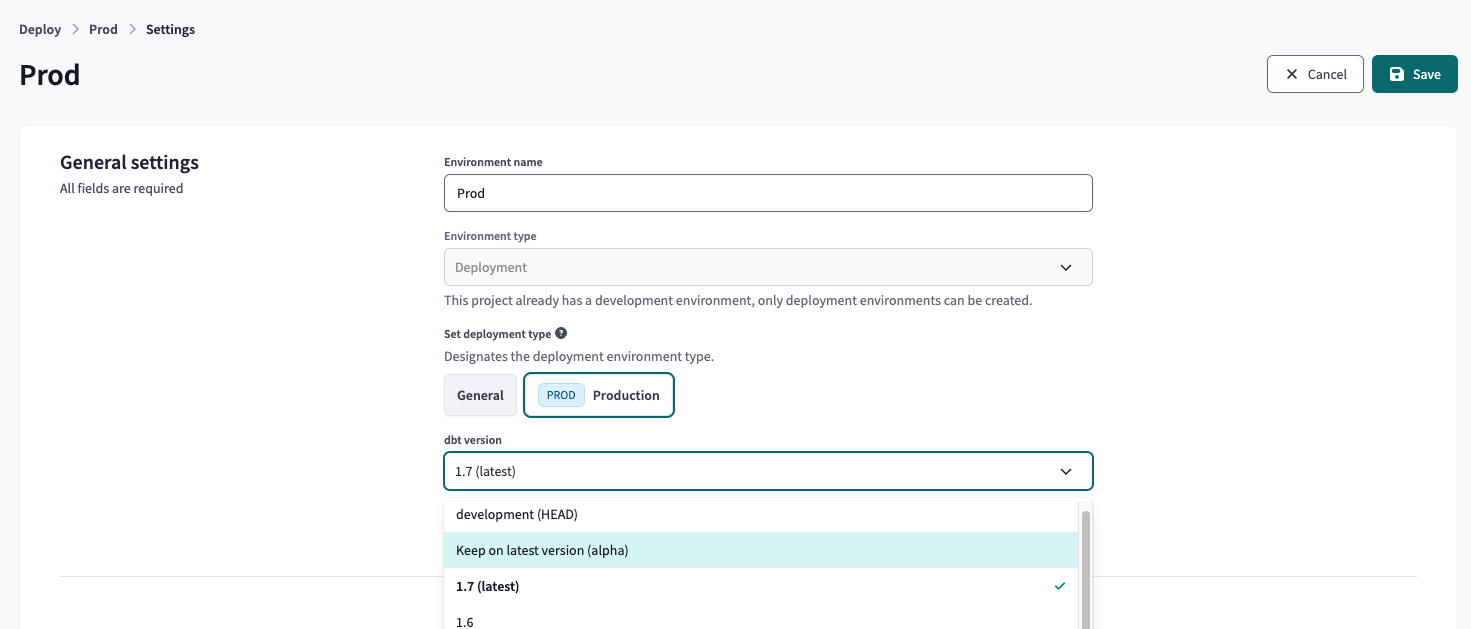 Deploy > Prod > Settings
Prod
Cancel
Save
General settings
All fields are required
Environment name
Prod
Environment type
Deployment
This project already has a development environment, only deployment environments can be created.
Set deployment type ?
Designates the deployment environment type.
General
PROD Production
dbt version
1.7 (latest)
development (HEAD)
Keep on latest version (alpha)
1.7 (latest)
1.6